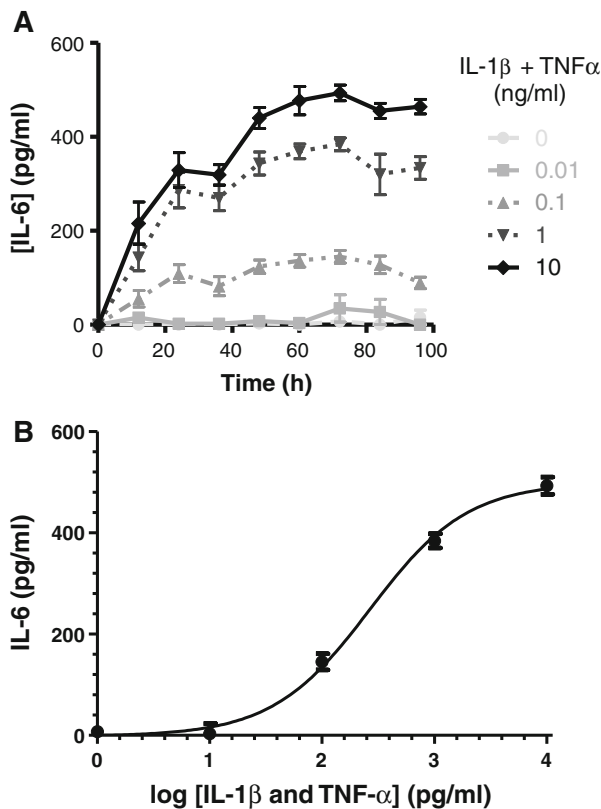 A
600
400
200
0
[IL-6] (pg/ml)
0 20 40 60 80 100
Time (h)
IL-1β + TNFα
(ng/ml)
0
0.01
0.1
1
10
B
600
400
200
0
IL-6 (pg/ml)
0 1 2 3 4
log [IL-1β and TNF-α] (pg/ml)